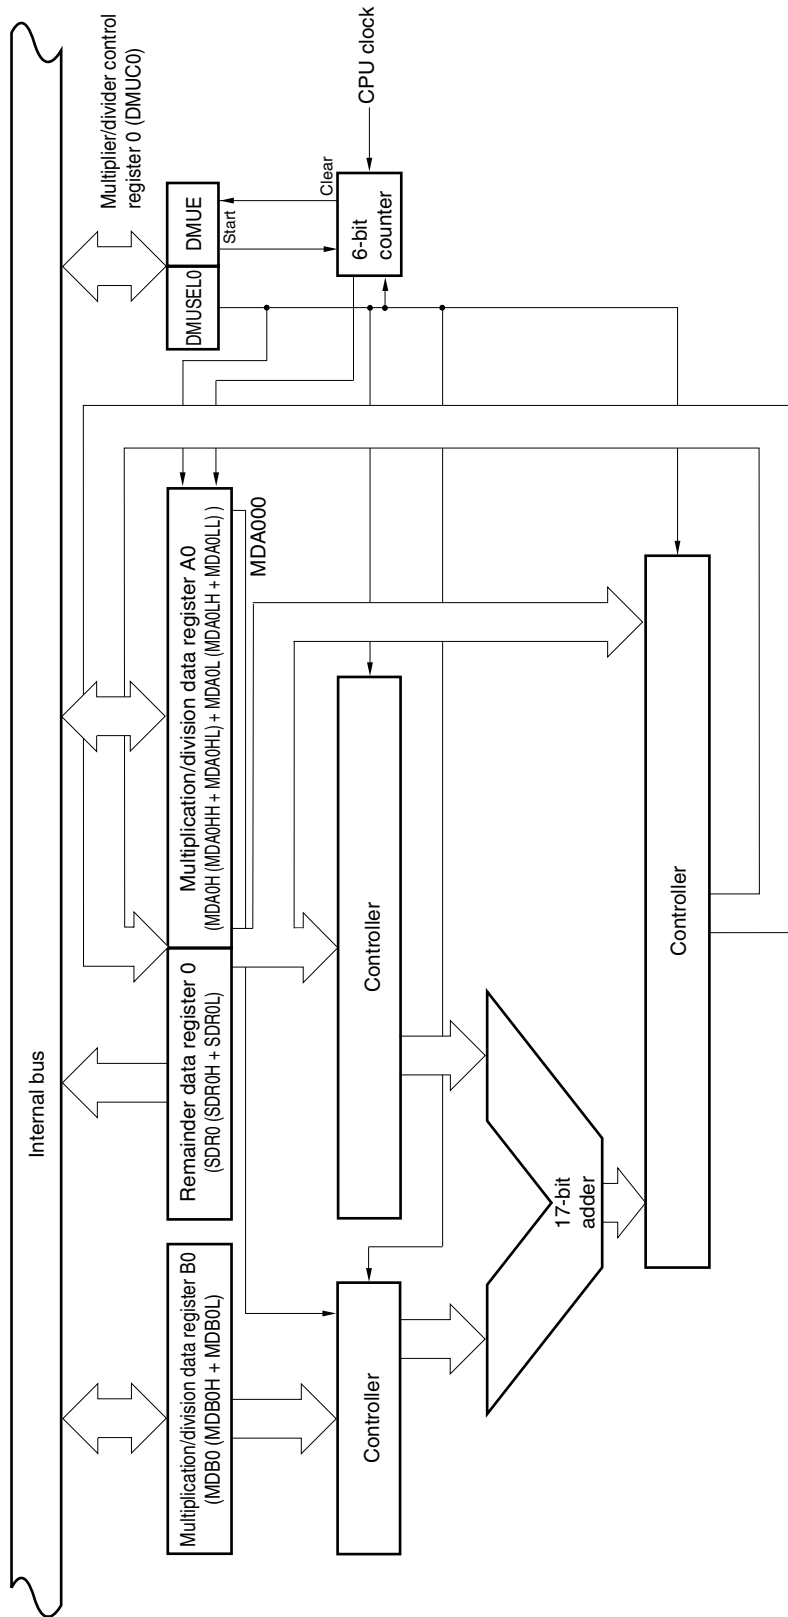 Internal bus
Multiplication/division data register B0
(MDB0 (MDB0H + MDB0L)
Remainder data register 0
(SDR0 (SDR0H + SDR0L)
Multiplication/division data register A0
(MDA0H (MDA0HH + MDA0HL) + MDA0L (MDA0LH + MDA0LL) )
Multiplier/divider control
register 0 (DMUC0)
DMUSEL0
DMUE
Start
Clear
MDA000
6-bit
counter
CPU clock
Controller
Controller
17-bit
adder
Controller